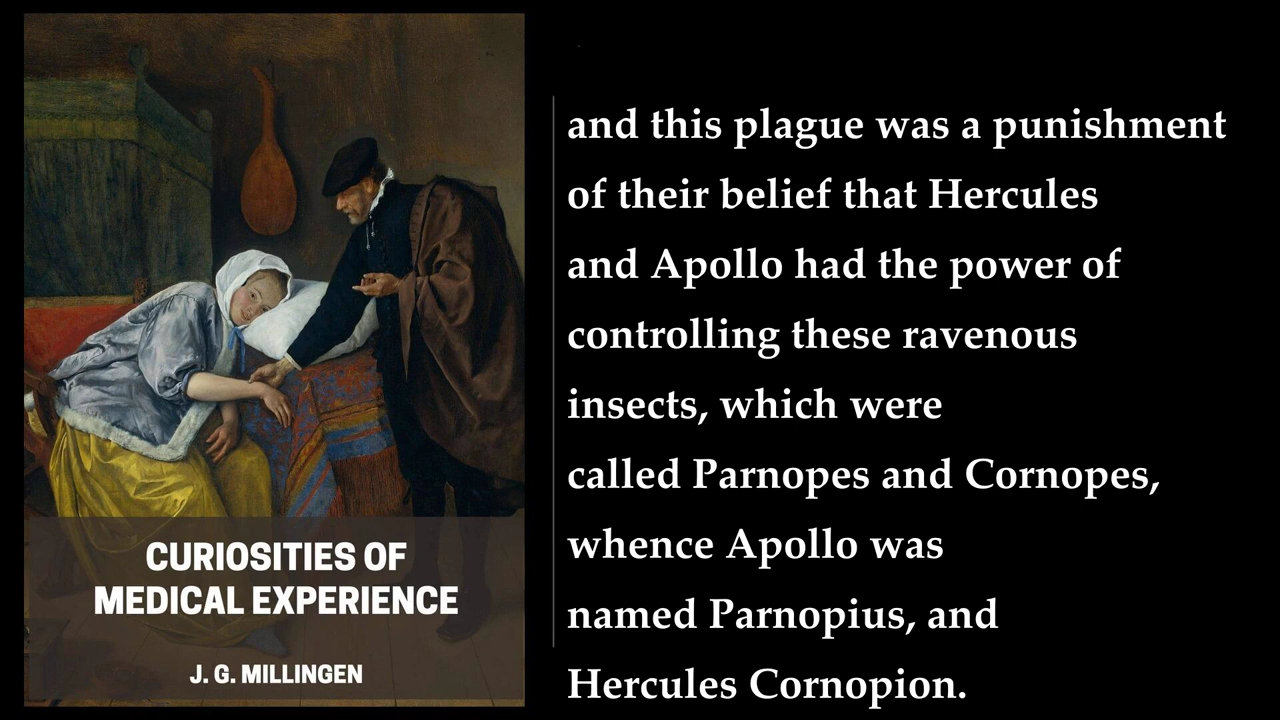 CURIOSITIES OF
MEDICAL EXPERIENCE
J. G. MILLINGEN
and this plague was a punishment
of their belief that Hercules
and Apollo had the power of
controlling these ravenous
insects, which were
called Parnopes and Cornopes,
whence Apollo was
named Parnopius, and
Hercules Cornopion.